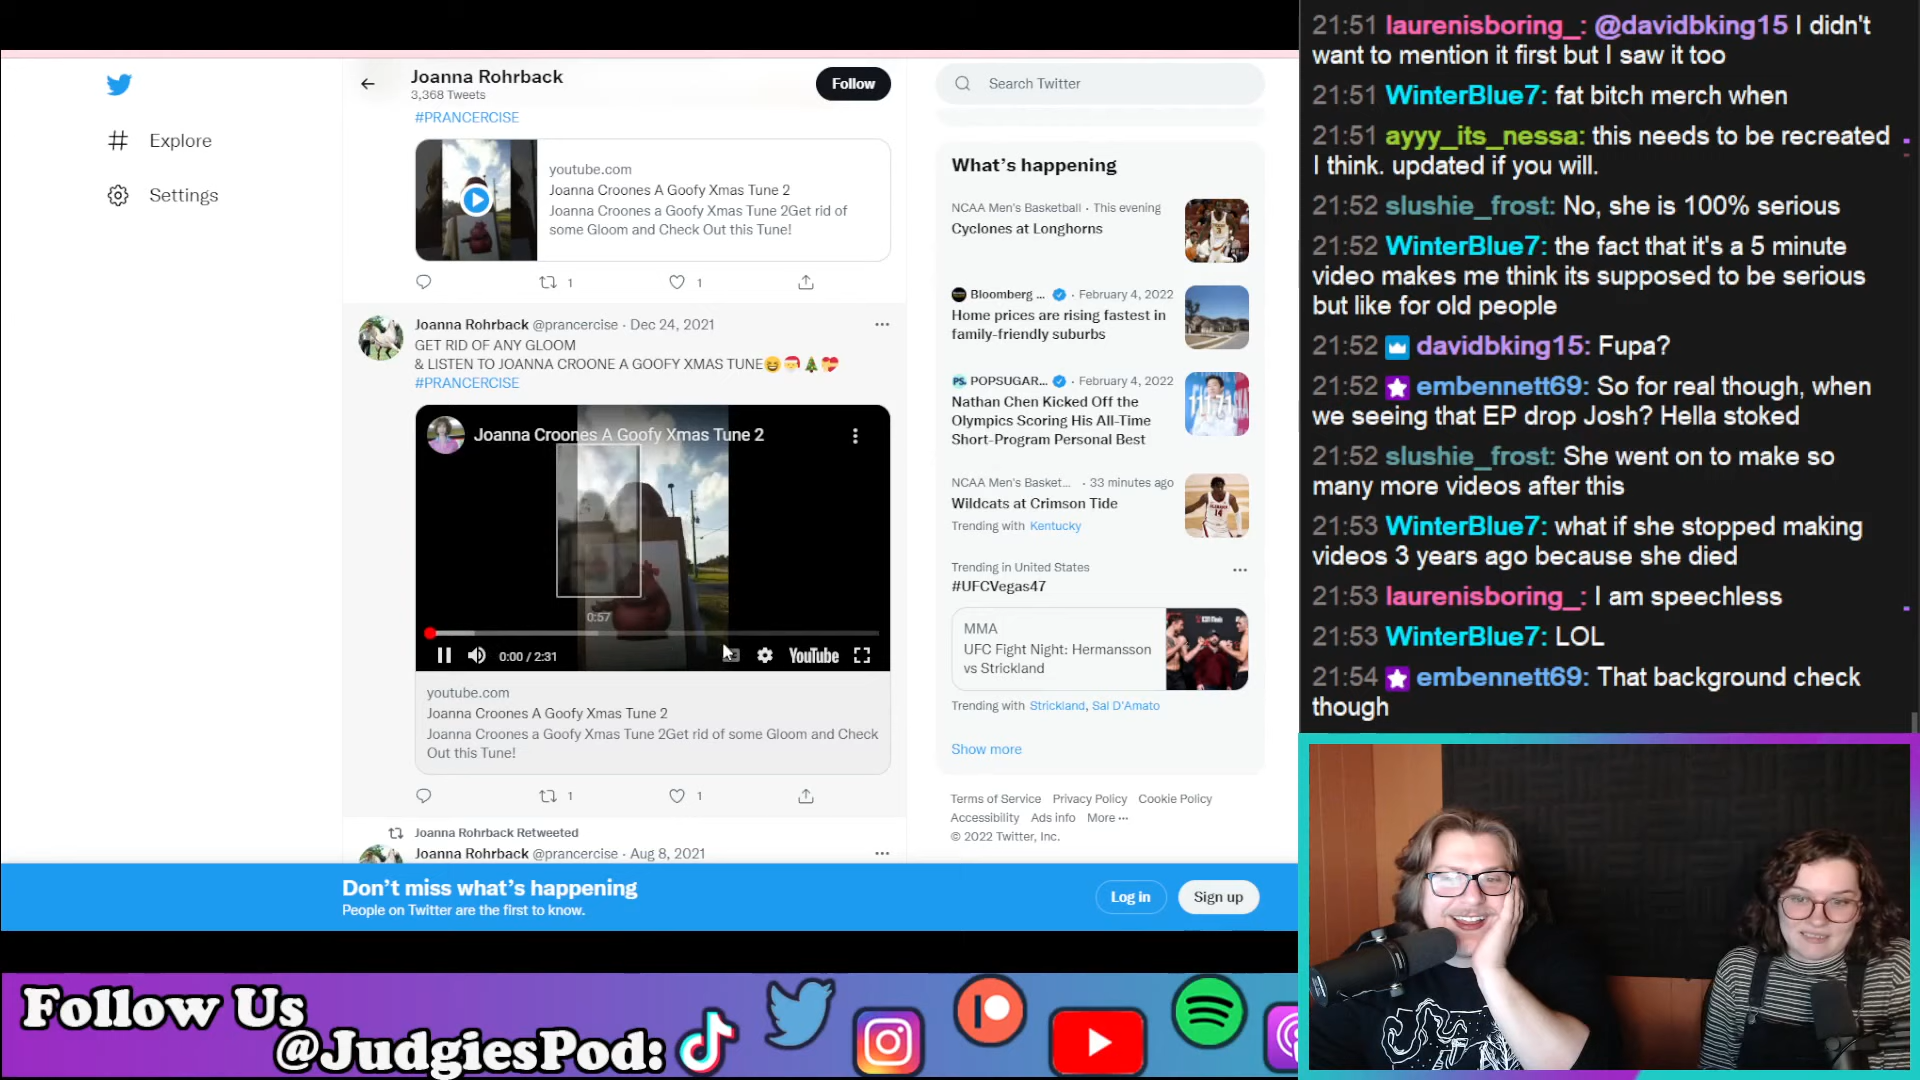 Explore
Settings
Joanna Rohrback
3,368 Tweets
Follow
#PRANCERCISE
youtube.com
Joanna Croones A Goofy Xmas Tune 2
Joanna Croones a Goofy Xmas Tune 2Get rid of
some Gloom and Check Out this Tune!
1
1
Joanna Rohrback @prancercise · Dec 24, 2021
GET RID OF ANY GLOOM
& LISTEN TO JOANNA CROONE A GOOFY XMAS TUNE😆🎅🎄💝
#PRANCERCISE
Joanna Croones A Goofy Xmas Tune 2
0:57
0:00 / 2:31
YouTube
youtube.com
Joanna Croones A Goofy Xmas Tune 2
Joanna Croones a Goofy Xmas Tune 2Get rid of some Gloom and Check
Out this Tune!
1
1
Joanna Rohrback Retweeted
Joanna Rohrback @prancercise · Aug 8, 2021
Search Twitter
What's happening
NCAA Men's Basketball · This evening
Cyclones at Longhorns
Bloomberg ... · February 4, 2022
Home prices are rising fastest in
family-friendly suburbs
PS. POPSUGAR... · February 4, 2022
Nathan Chen Kicked Off the
Olympics Scoring His All-Time
Short-Program Personal Best
NCAA Men's Basket... · 33 minutes ago
Wildcats at Crimson Tide
Trending with Kentucky
Trending in United States
#UFCVegas47
MMA
UFC Fight Night: Hermansson
vs Strickland
Trending with Strickland, Sal D'Amato
Show more
Terms of Service Privacy Policy Cookie Policy
Accessibility Ads info More ···
© 2022 Twitter, Inc.
Don't miss what's happening
People on Twitter are the first to know.
Log in
Sign up
Follow Us
@JudgiesPod:
21:51 laurenisboring_: @davidbking15 I didn't
want to mention it first but I saw it too
21:51 WinterBlue7: fat bitch merch when
21:51 ayyy_its_nessa: this needs to be recreated
I think. updated if you will.
21:52 slushie_frost: No, she is 100% serious
21:52 WinterBlue7: the fact that it's a 5 minute
video makes me think its supposed to be serious
but like for old people
21:52 davidbking15: Fupa?
21:52 embennett69: So for real though, when
we seeing that EP drop Josh? Hella stoked
21:52 slushie_frost: She went on to make so
many more videos after this
21:53 WinterBlue7: what if she stopped making
videos 3 years ago because she died
21:53 laurenisboring_: I am speechless
21:53 WinterBlue7: LOL
21:54 embennett69: That background check
though